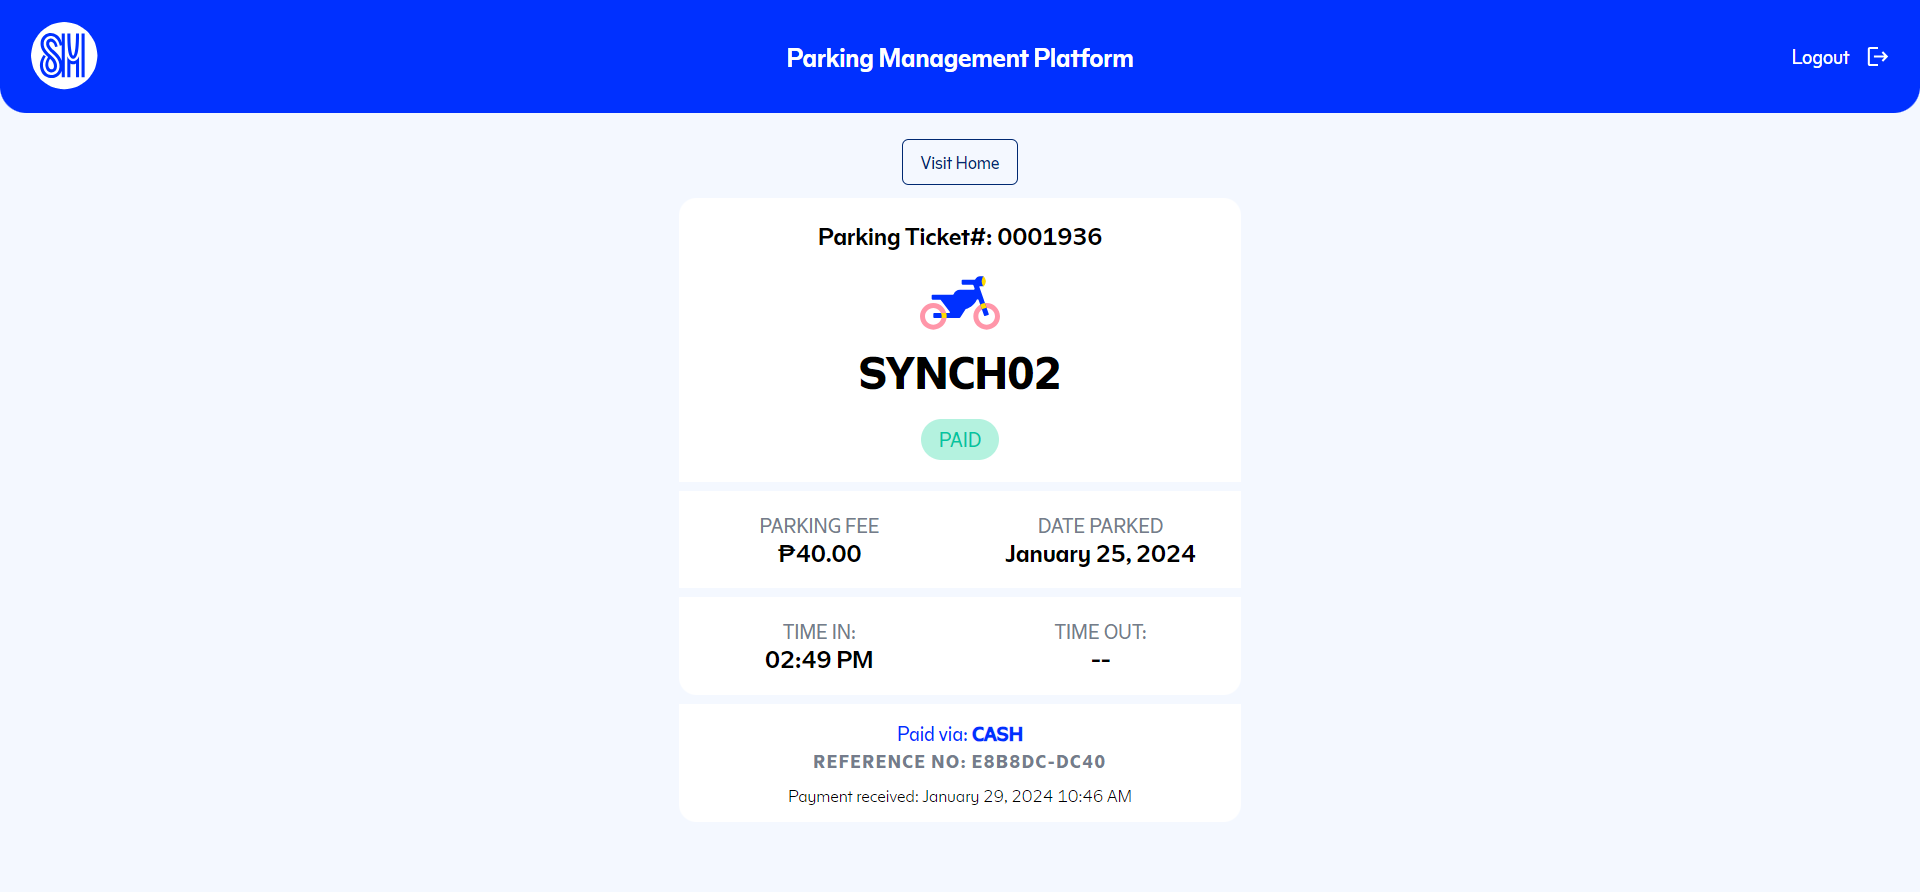 SM
Parking Management Platform
Logout
Visit Home
Parking Ticket#: 0001936
SYNCH02
PAID
PARKING FEE
₱40.00
DATE PARKED
January 25, 2024
TIME IN:
02:49 PM
TIME OUT:
--
Paid via: CASH
REFERENCE NO: E8B8DC-DC40
Payment received: January 29, 2024 10:46 AM